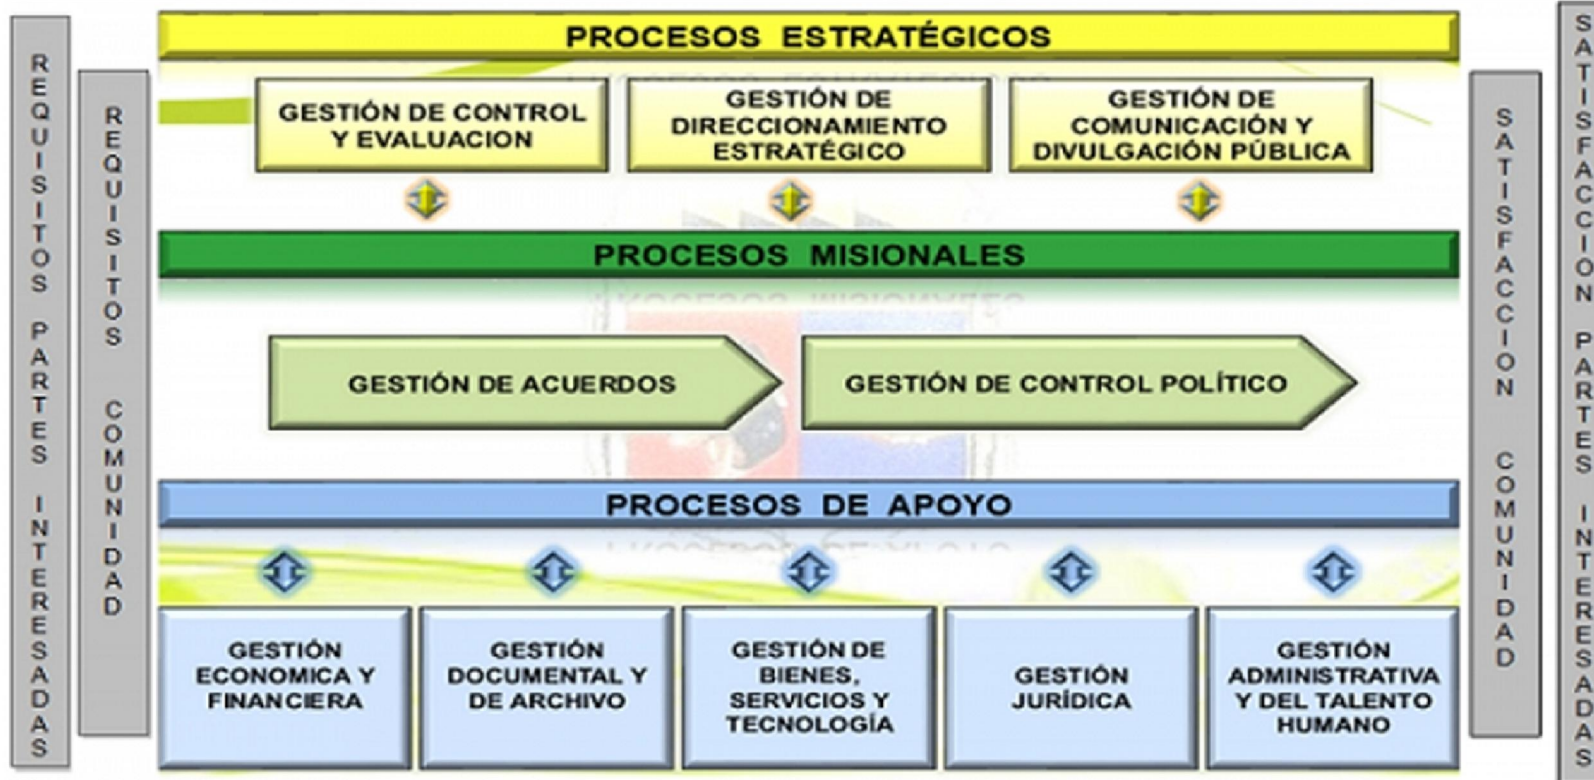 REQUISITOS PARTES INTERESADAS
REQUISITOS COMUNIDAD
PROCESOS ESTRATÉGICOS
GESTIÓN DE CONTROL
Y EVALUACION
GESTIÓN DE
DIRECCIONAMIENTO
ESTRATÉGICO
GESTIÓN DE
COMUNICACIÓN Y
DIVULGACIÓN PÚBLICA
PROCESOS MISIONALES
GESTIÓN DE ACUERDOS
GESTIÓN DE CONTROL POLÍTICO
PROCESOS DE APOYO
GESTIÓN
ECONOMICA Y
FINANCIERA
GESTIÓN
DOCUMENTAL Y
DE ARCHIVO
GESTIÓN DE
BIENES,
SERVICIOS Y
TECNOLOGÍA
GESTIÓN
JURÍDICA
GESTIÓN
ADMINISTRATIVA
Y DEL TALENTO
HUMANO
SATISFACCION COMUNIDAD
SATISFACCION PARTES INTERESADAS